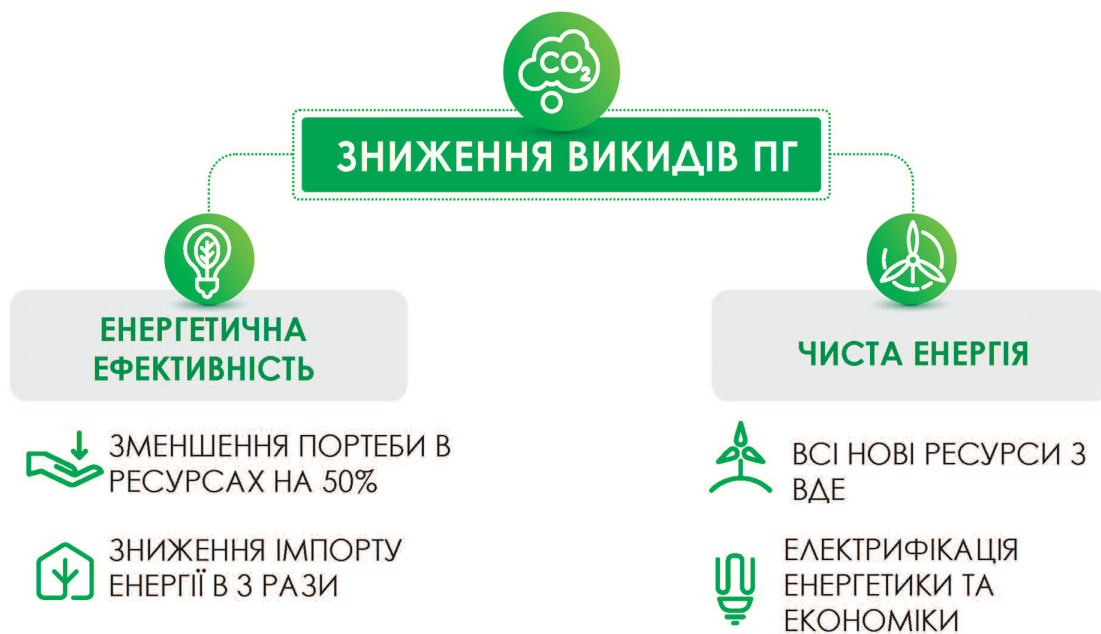 CO₂
ЗНИЖЕННЯ ВИКИДІВ ПГ
ЕНЕРГЕТИЧНА
ЕФЕКТИВНІСТЬ
ЗМЕНШЕННЯ ПОРТЕБИ В
РЕСУРСАХ НА 50%
ЗНИЖЕННЯ ІМПОРТУ
ЕНЕРГІЇ В 3 РАЗИ
ЧИСТА ЕНЕРГІЯ
ВСІ НОВІ РЕСУРСИ З
ВДЕ
ЕЛЕКТРИФІКАЦІЯ
ЕНЕРГЕТИКИ ТА
ЕКОНОМІКИ